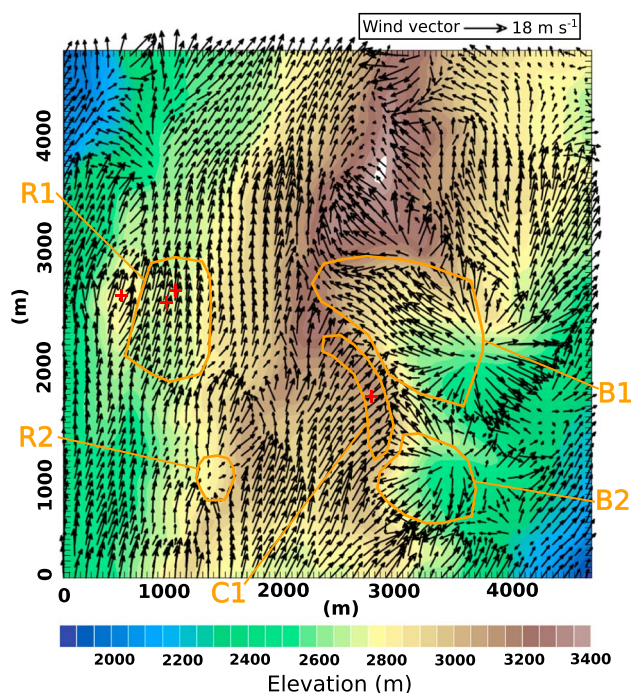 Wind vector 18 m s⁻¹
4000
R1
3000
(m)
2000
B1
R2
1000
B2
0
0 1000 2000 3000 4000
C1
(m)
2000 2200 2400 2600 2800 3000 3200 3400
Elevation (m)